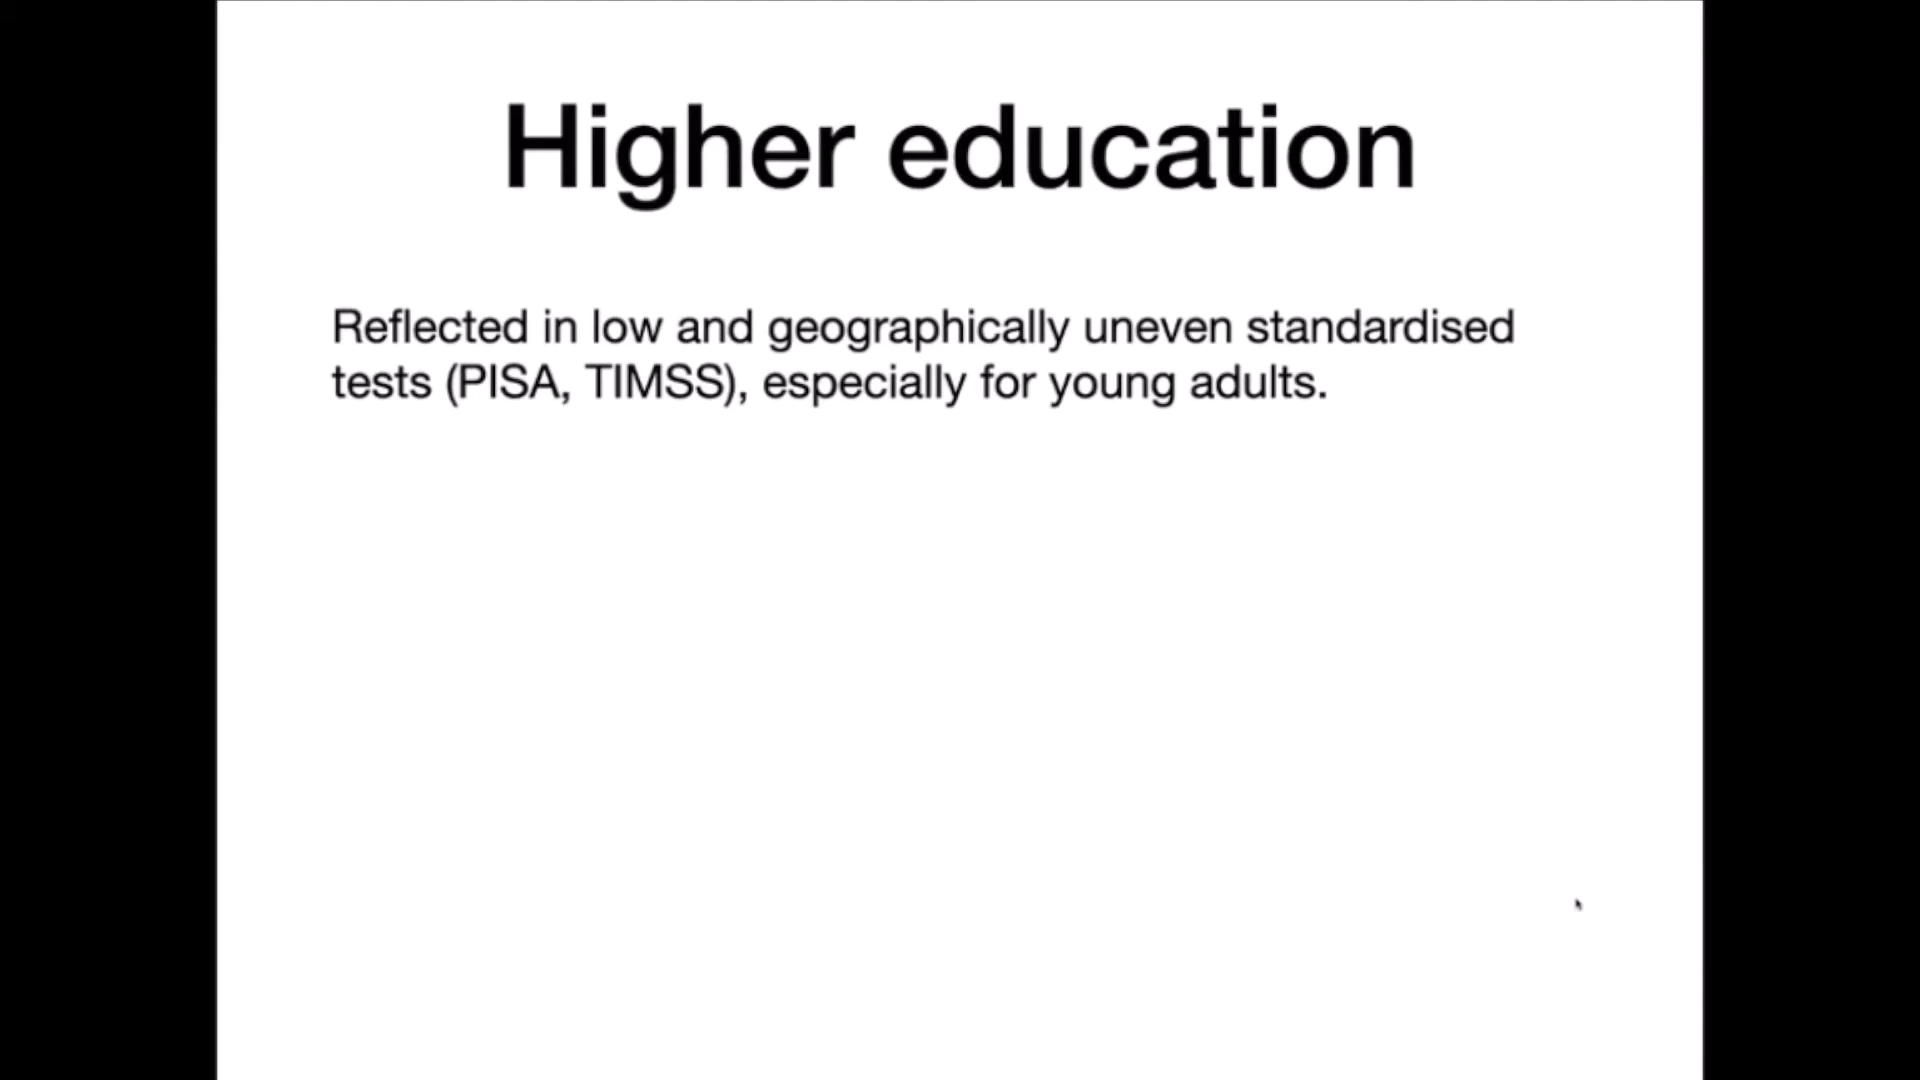 Higher education
Reflected in low and geographically uneven standardised
tests (PISA, TIMSS), especially for young adults.